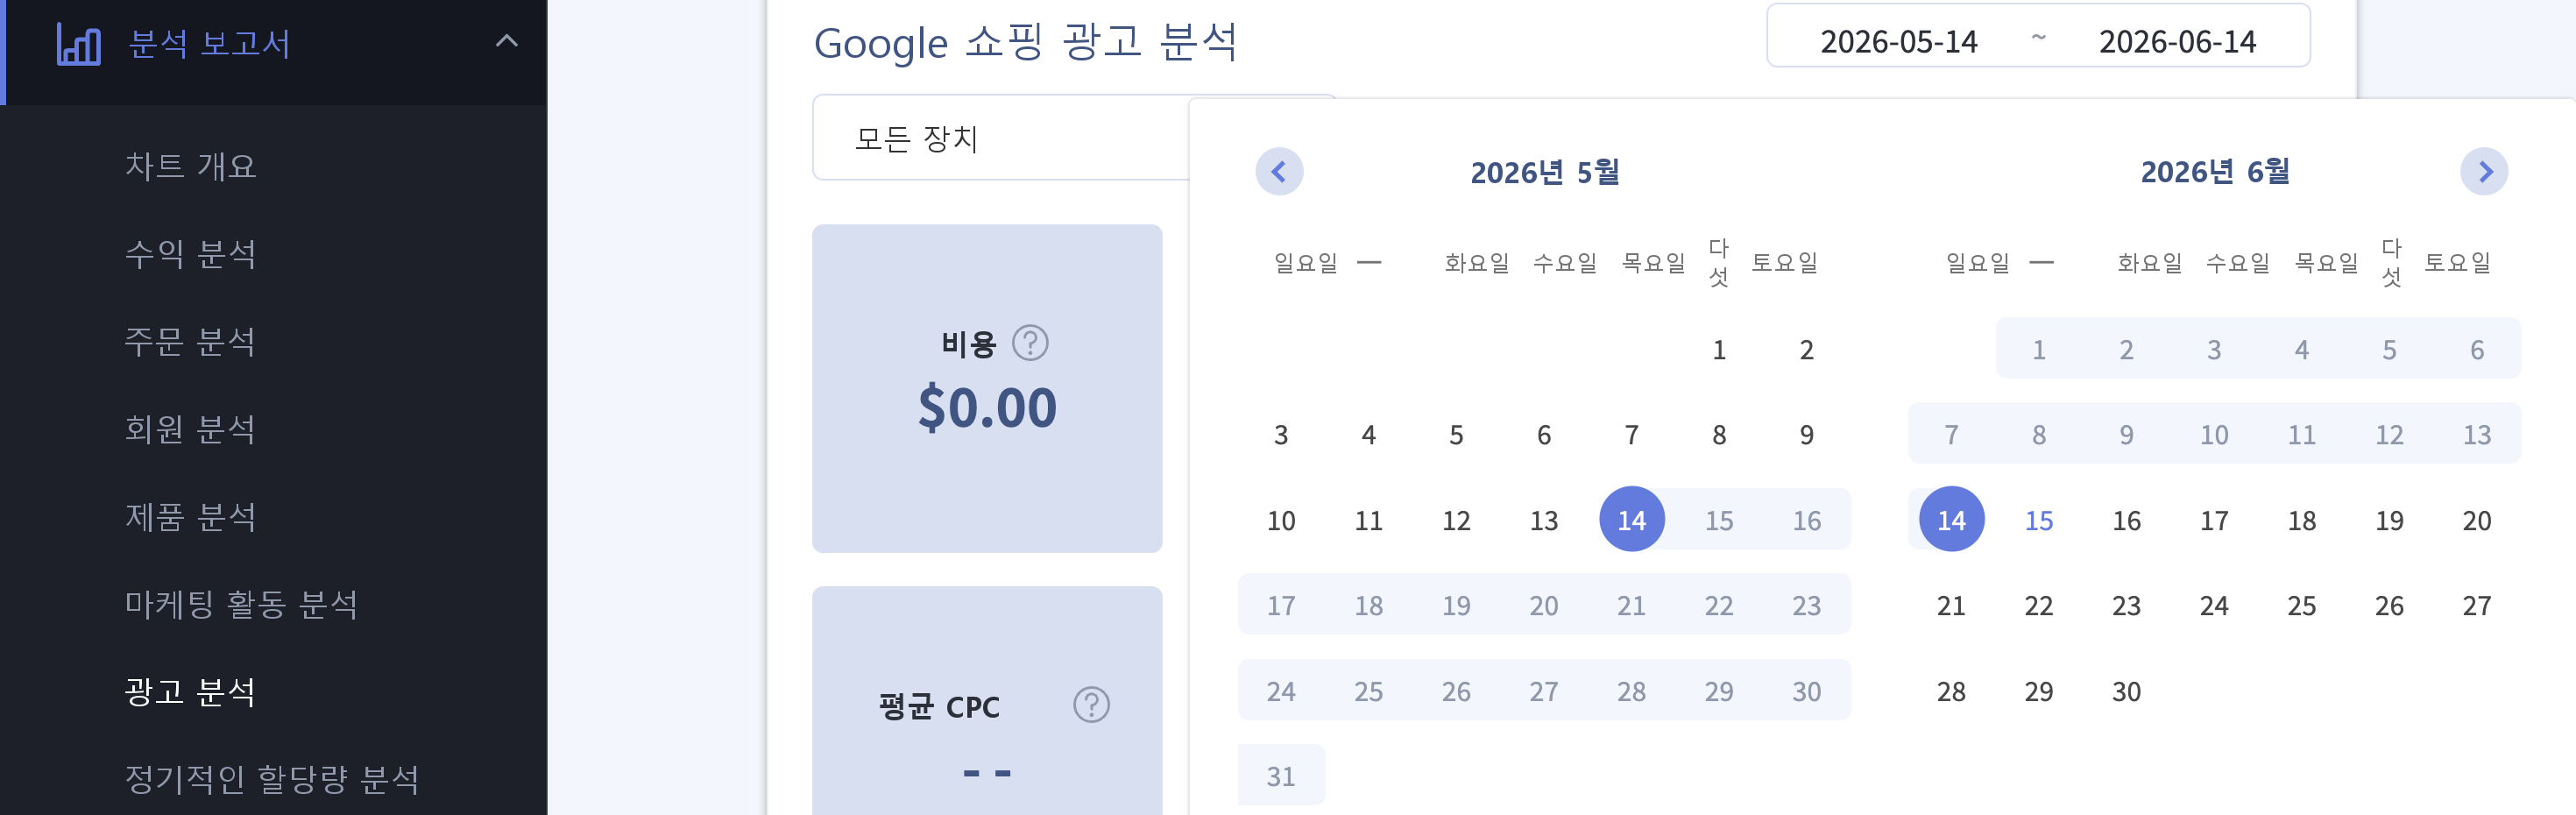 분석 보고서
차트 개요
수익 분석
주문 분석
회원 분석
제품 분석
마케팅 활동 분석
광고 분석
정기적인 할당량 분석
Google 쇼핑 광고 분석
2026-05-14 ~ 2026-06-14
모든 장치
비용 ?
$0.00
평균 CPC ?
--
2026년 5월
일요일 一 화요일 수요일 목요일 다섯 토요일
1 2
3 4 5 6 7 8 9
10 11 12 13 14 15 16
17 18 19 20 21 22 23
24 25 26 27 28 29 30
31
2026년 6월
일요일 一 화요일 수요일 목요일 다섯 토요일
1 2 3 4 5 6
7 8 9 10 11 12 13
14 15 16 17 18 19 20
21 22 23 24 25 26 27
28 29 30